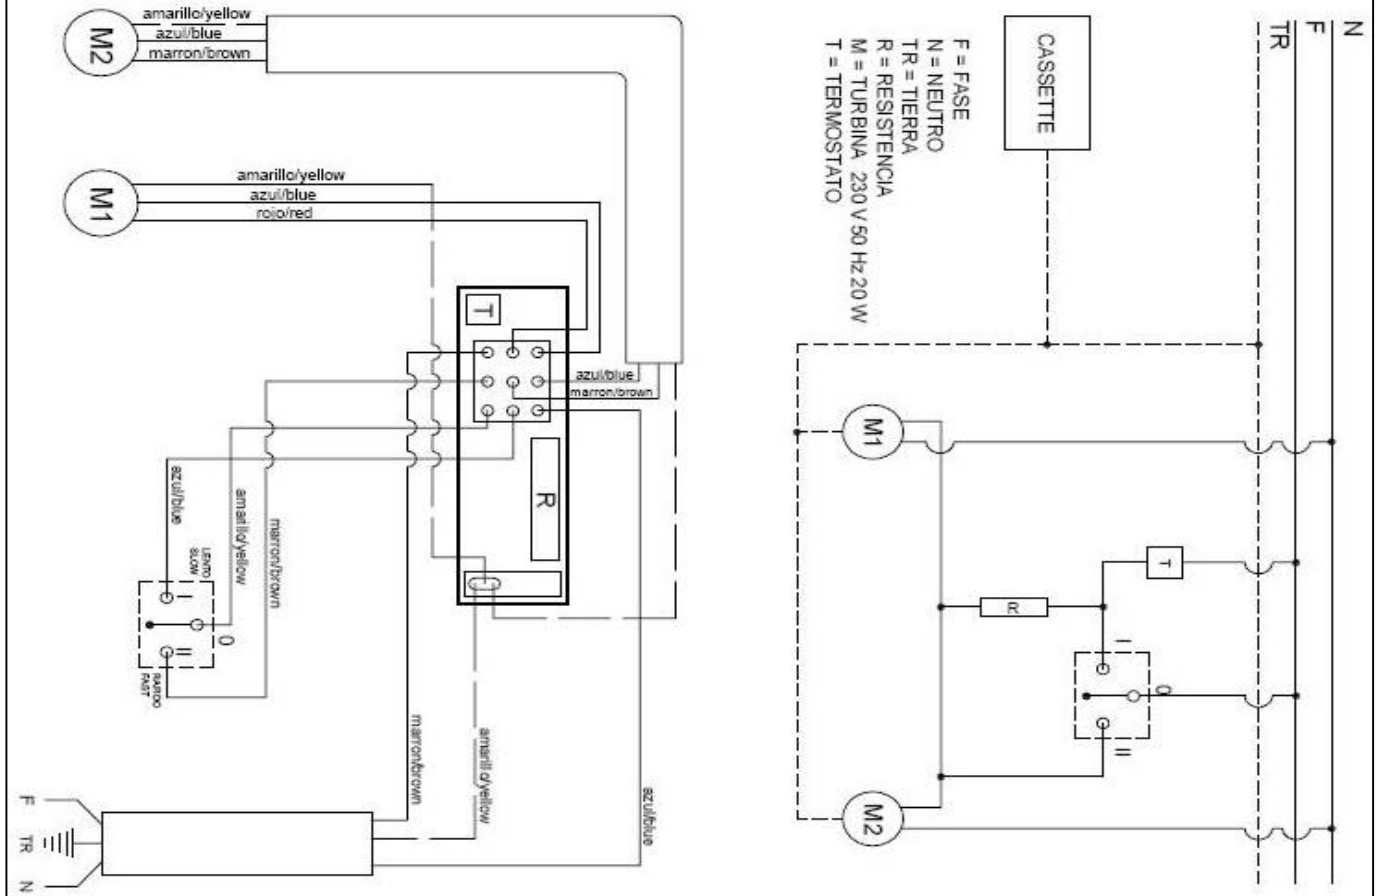 amarillo/yellow
azul/blue
marron/brown
M2
amarillo/yellow
azul/blue
rojo/red
M1
T
azul/blue
marron/brown
R
azul/blue
amarillo/yellow
marron/brown
LENTO
SLOW
I
0
II
RAPIDO
FAST
marron/brown
amarillo/yellow
azul/blue
F
TR
N
N
F
TR
CASSETTE
F = FASE
N = NEUTRO
TR = TIERRA
R = RESISTENCIA
M = TURBINA 230 V 50 Hz 20 W
T = TERMOSTATO
M1
T
R
I
0
II
M2